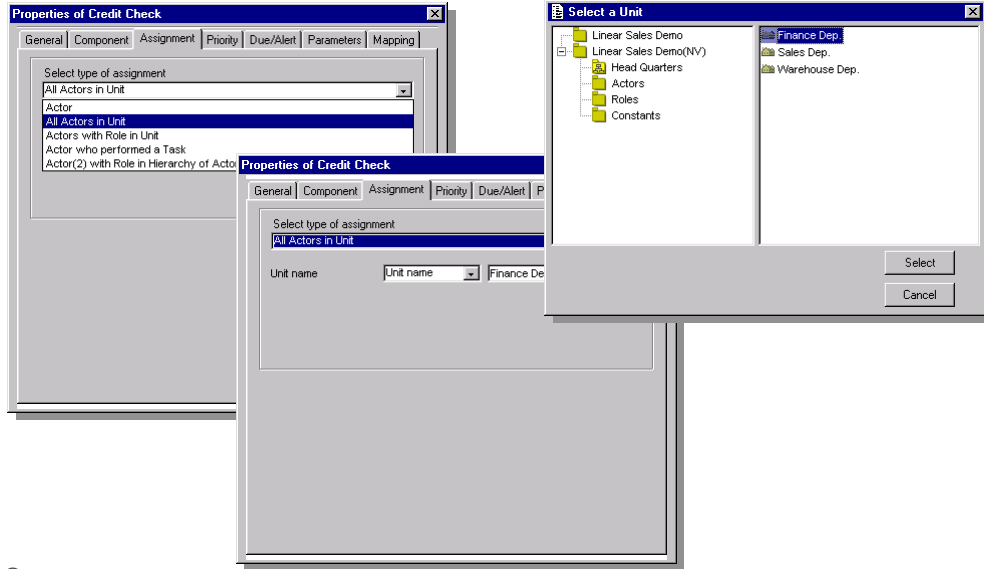 Properties of Credit Check
General Component Assignment Priority Due/Alert Parameters Mapping
Select type of assignment
All Actors in Unit
Actor
All Actors in Unit
Actors with Role in Unit
Actor who performed a Task
Actor(2) with Role in Hierarchy of Acto
Properties of Credit Check
General Component Assignment Priority Due/Alert P
Select type of assignment
All Actors in Unit
Unit name Unit name Finance De
Select a Unit
Linear Sales Demo
Linear Sales Demo(NV)
Head Quarters
Actors
Roles
Constants
Finance Dep.
Sales Dep.
Warehouse Dep.
Select
Cancel